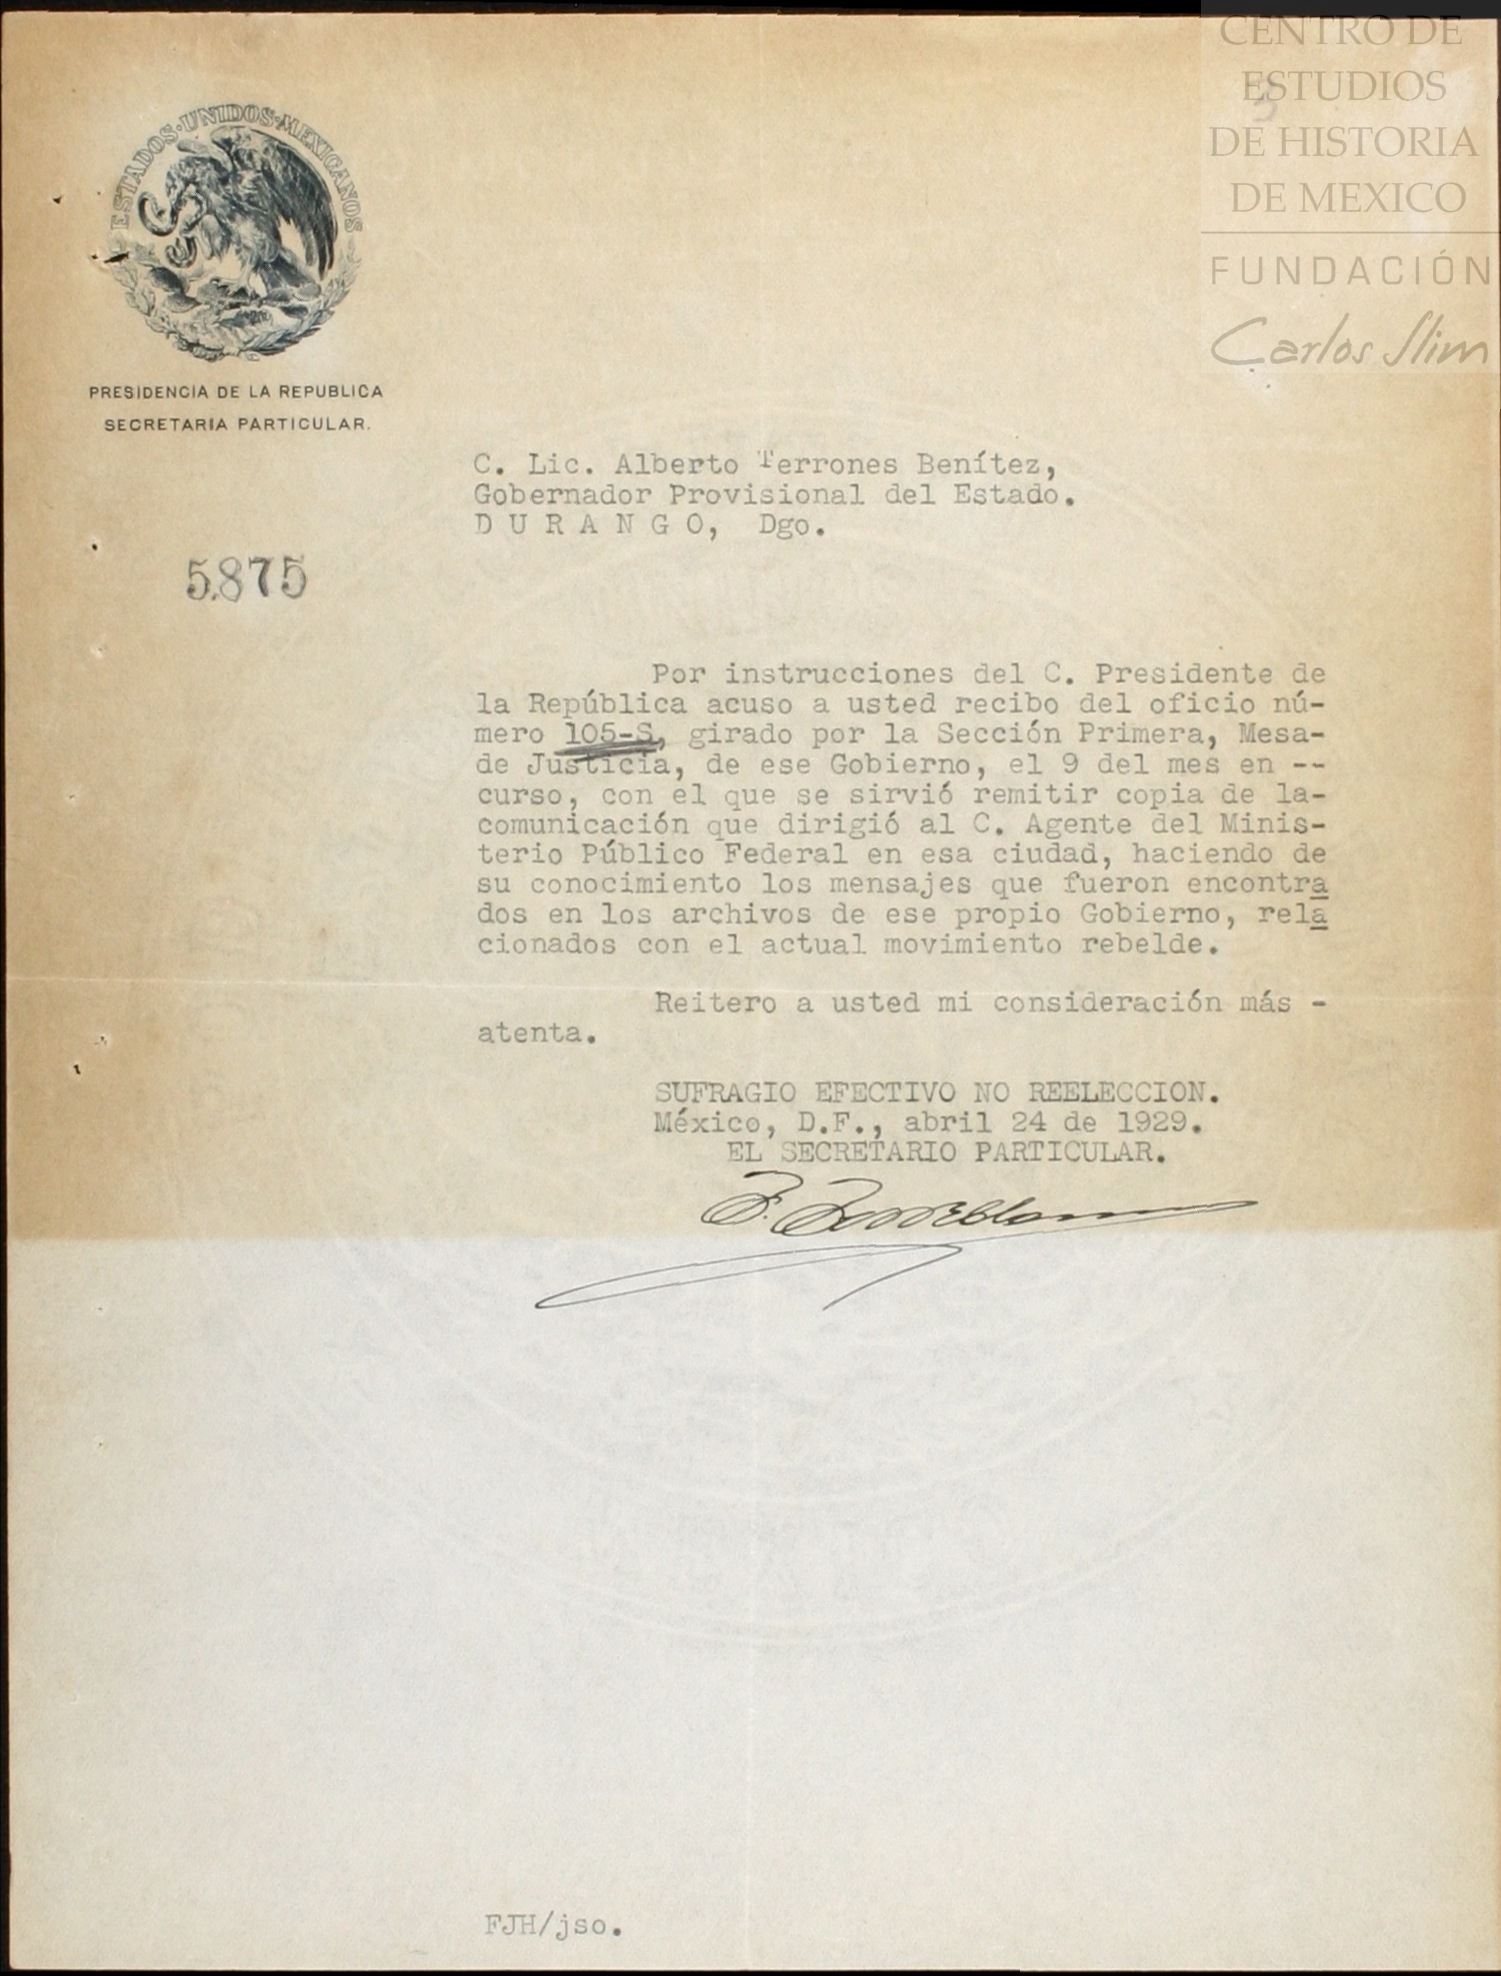 CENTRO DE
ESTUDIOS
DE HISTORIA
DE MEXICO
FUNDACIÓN
Carlos Slim
ESTADOS·UNIDOS·MEXICANOS
PRESIDENCIA DE LA REPUBLICA
SECRETARIA PARTICULAR.
C. Lic. Alberto Terrones Benítez,
Gobernador Provisional del Estado.
D U R A N G O, Dgo.
5875
Por instrucciones del C. Presidente de
la República acuso a usted recibo del oficio nú-
mero 105-S, girado por la Sección Primera, Mesa-
de Justicia, de ese Gobierno, el 9 del mes en --
curso, con el que se sirvió remitir copia de la-
comunicación que dirigió al C. Agente del Minis-
terio Público Federal en esa ciudad, haciendo de
su conocimiento los mensajes que fueron encontra
dos en los archivos de ese propio Gobierno, rela
cionados con el actual movimiento rebelde.
Reitero a usted mi consideración más -
atenta.
SUFRAGIO EFECTIVO NO REELECCION.
México, D.F., abril 24 de 1929.
EL SECRETARIO PARTICULAR.
FJH/jso.